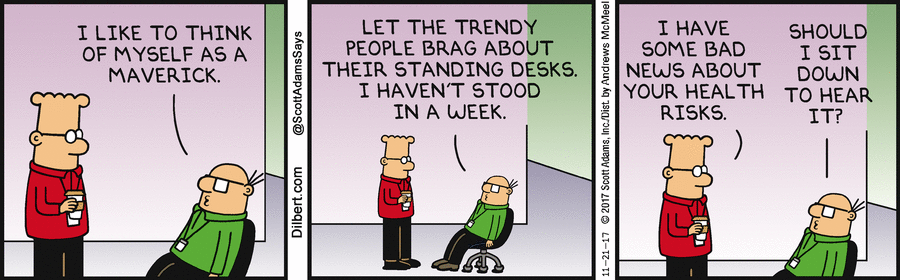 I LIKE TO THINK
OF MYSELF AS A
MAVERICK.
Dilbert.com @ScottAdamsSays
LET THE TRENDY
PEOPLE BRAG ABOUT
THEIR STANDING DESKS.
I HAVEN'T STOOD
IN A WEEK.
11-21-17 © 2017 Scott Adams, Inc./Dist. by Andrews McMeel
I HAVE
SOME BAD
NEWS ABOUT
YOUR HEALTH
RISKS.
SHOULD
I SIT
DOWN
TO HEAR
IT?